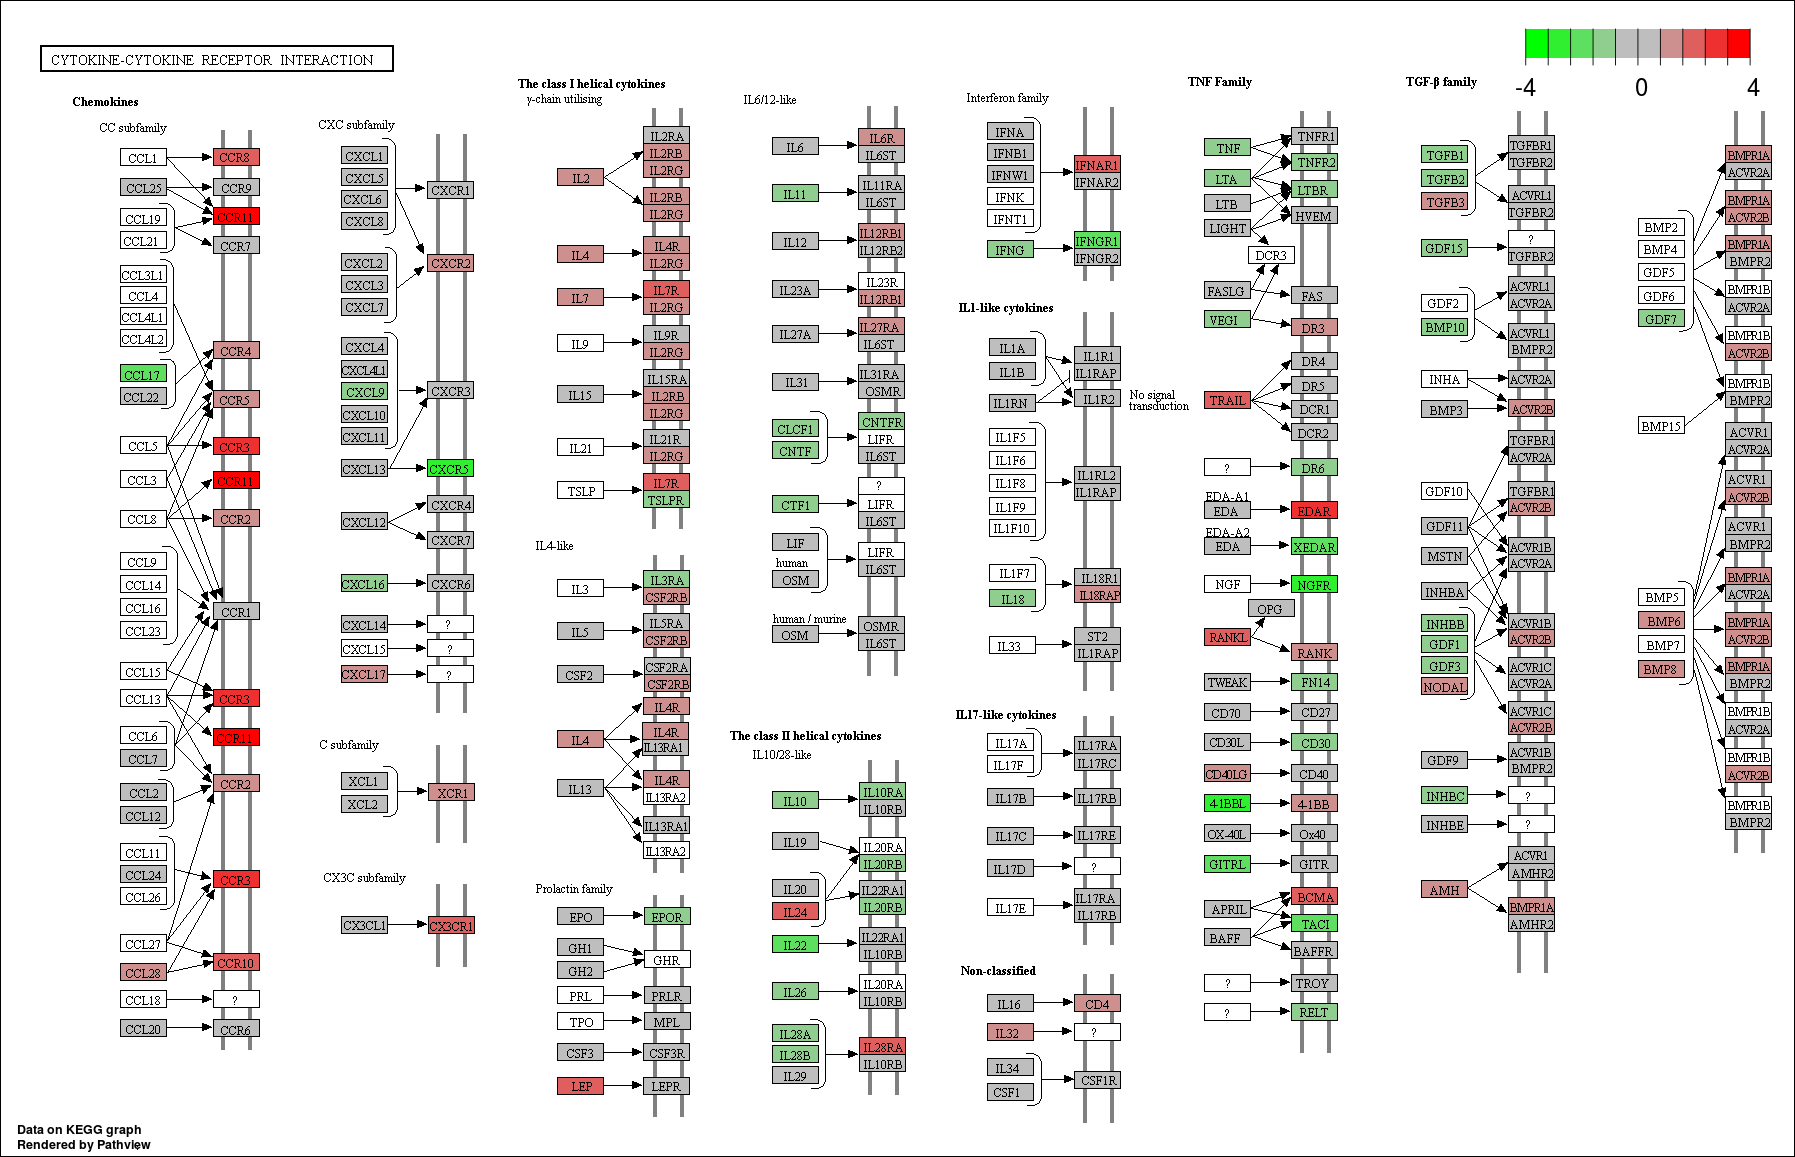 CYTOKINE-CYTOKINE RECEPTOR INTERACTION
-4 0 4
Chemokines
CC subfamily
CCL1
CCR8
CCL25
CCR9
CCR11
CCL19
CCL21
CCR7
CCL3L1
CCL4
CCL4L1
CCL4L2
CCR4
CCL17
CCL22
CCR5
CCL5
CCR3
CCL3
CCR11
CCL8
CCR2
CCL9
CCL14
CCL16
CCL23
CCR1
CCL15
CCL13
CCR3
CCL6
CCL7
CCR11
CCR2
CCL2
CCL12
CCL11
CCL24
CCL26
CCR3
CCL27
CCL28
CCR10
CCL18
?
CCL20
CCR6
CXC subfamily
CXCL1
CXCL5
CXCL6
CXCL8
CXCR1
CXCL2
CXCL3
CXCL7
CXCR2
CXCL4
CXCL4L1
CXCL9
CXCL10
CXCL11
CXCR3
CXCL13
CXCR5
CXCL12
CXCR4
CXCR7
CXCL16
CXCR6
CXCL14
?
CXCL15
?
CXCL17
?
C subfamily
XCL1
XCL2
XCR1
CX3C subfamily
CX3CL1
CX3CR1
The class I helical cytokines
γ-chain utilising
IL2
IL2RA
IL2RB
IL2RG
IL2RB
IL2RG
IL4
IL4R
IL2RG
IL7
IL7R
IL2RG
IL9
IL9R
IL2RG
IL15
IL15RA
IL2RB
IL2RG
IL21
IL21R
IL2RG
TSLP
IL7R
TSLPR
IL4-like
IL3
IL3RA
CSF2RB
IL5
IL5RA
CSF2RB
CSF2
CSF2RA
CSF2RB
IL4
IL4R
IL4R
IL13RA1
IL13
IL4R
IL13RA2
IL13RA1
IL13RA2
Prolactin family
EPO
EPOR
GH1
GH2
GHR
PRL
PRLR
TPO
MPL
CSF3
CSF3R
LEP
LEPR
IL6/12-like
IL6
IL6R
IL6ST
IL11
IL11RA
IL6ST
IL12
IL12RB1
IL12RB2
IL23A
IL23R
IL12RB1
IL27A
IL27RA
IL6ST
IL31
IL31RA
OSMR
CLCF1
CNTF
CNTFR
LIFR
IL6ST
CTF1
?
LIFR
IL6ST
LIF
human
OSM
LIFR
IL6ST
human / murine
OSM
OSMR
IL6ST
The class II helical cytokines
IL10/28-like
IL10
IL10RA
IL10RB
IL19
IL20RA
IL20RB
IL20
IL24
IL22RA1
IL20RB
IL22
IL22RA1
IL10RB
IL26
IL20RA
IL10RB
IL28A
IL28B
IL29
IL28RA
IL10RB
Interferon family
IFNA
IFNB1
IFNW1
IFNK
IFNT1
IFNAR1
IFNAR2
IFNG
IFNGR1
IFNGR2
IL1-like cytokines
IL1A
IL1B
IL1R1
IL1RAP
IL1RN
IL1R2
No signal
transduction
IL1F5
IL1F6
IL1F8
IL1F9
IL1F10
IL1RL2
IL1RAP
IL1F7
IL18
IL18R1
IL18RAP
IL33
ST2
IL1RAP
IL17-like cytokines
IL17A
IL17F
IL17RA
IL17RC
IL17B
IL17RB
IL17C
IL17RE
IL17D
?
IL17E
IL17RA
IL17RB
Non-classified
IL16
CD4
IL32
?
IL34
CSF1
CSF1R
TNF Family
TNF
TNFR1
TNFR2
LTA
LTBR
LTB
HVEM
LIGHT
DCR3
FASLG
FAS
VEGI
DR3
TRAIL
DR4
DR5
DCR1
DCR2
?
DR6
EDA-A1
EDA
EDAR
EDA-A2
EDA
XEDAR
NGF
NGFR
OPG
RANKL
RANK
TWEAK
FN14
CD70
CD27
CD30L
CD30
CD40LG
CD40
4-1BBL
4-1BB
OX-40L
Ox40
GITRL
GITR
APRIL
BCMA
TACI
BAFF
BAFFR
?
TROY
?
RELT
TGF-β family
TGFB1
TGFB2
TGFB3
TGFBR1
TGFBR2
ACVRL1
TGFBR2
GDF15
?
TGFBR2
GDF2
BMP10
ACVRL1
ACVR2A
ACVRL1
BMPR2
INHA
ACVR2A
BMP3
ACVR2B
TGFBR1
ACVR2A
GDF10
TGFBR1
ACVR2B
GDF11
MSTN
ACVR1B
ACVR2A
INHBA
INHBB
GDF1
GDF3
NODAL
ACVR1B
ACVR2B
ACVR1C
ACVR2A
ACVR1C
ACVR2B
GDF9
ACVR1B
BMPR2
INHBC
?
INHBE
?
AMH
ACVR1
AMHR2
BMPR1A
AMHR2
BMP2
BMP4
GDF5
GDF6
GDF7
BMPR1A
ACVR2A
BMPR1A
ACVR2B
BMPR1A
BMPR2
BMPR1B
ACVR2A
BMPR1B
ACVR2B
BMPR1B
BMPR2
BMP15
ACVR1
ACVR2A
ACVR1
ACVR2B
ACVR1
BMPR2
BMP5
BMP6
BMP7
BMP8
BMPR1A
ACVR2A
BMPR1A
ACVR2B
BMPR1A
BMPR2
BMPR1B
ACVR2A
BMPR1B
ACVR2B
BMPR1B
BMPR2
Data on KEGG graph
Rendered by Pathview